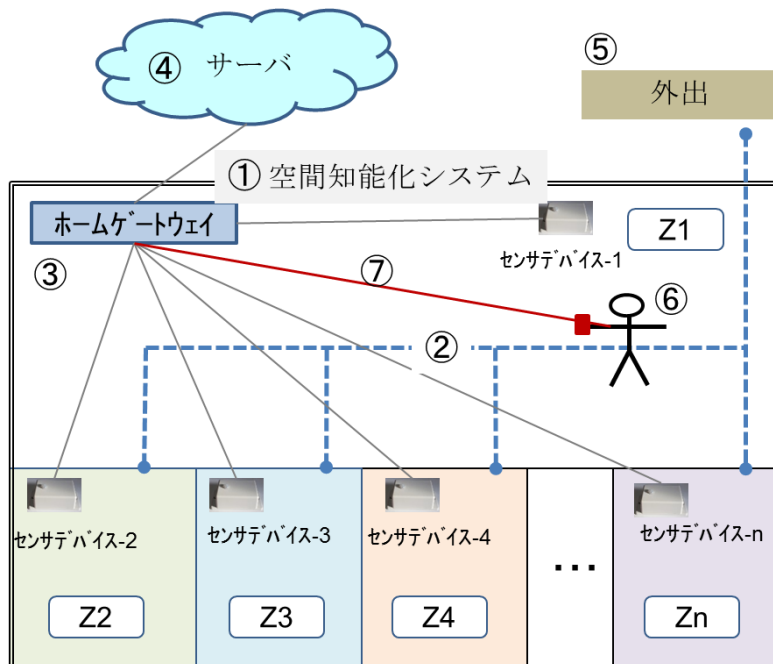 ④ サーバ
⑤
外出
① 空間知能化システム
ホームゲートウェイ
Z1
センサデバイス-1
③
⑦
⑥
②
センサデバイス-2
センサデバイス-3
センサデバイス-4
センサデバイス-n
...
Z2
Z3
Z4
Zn